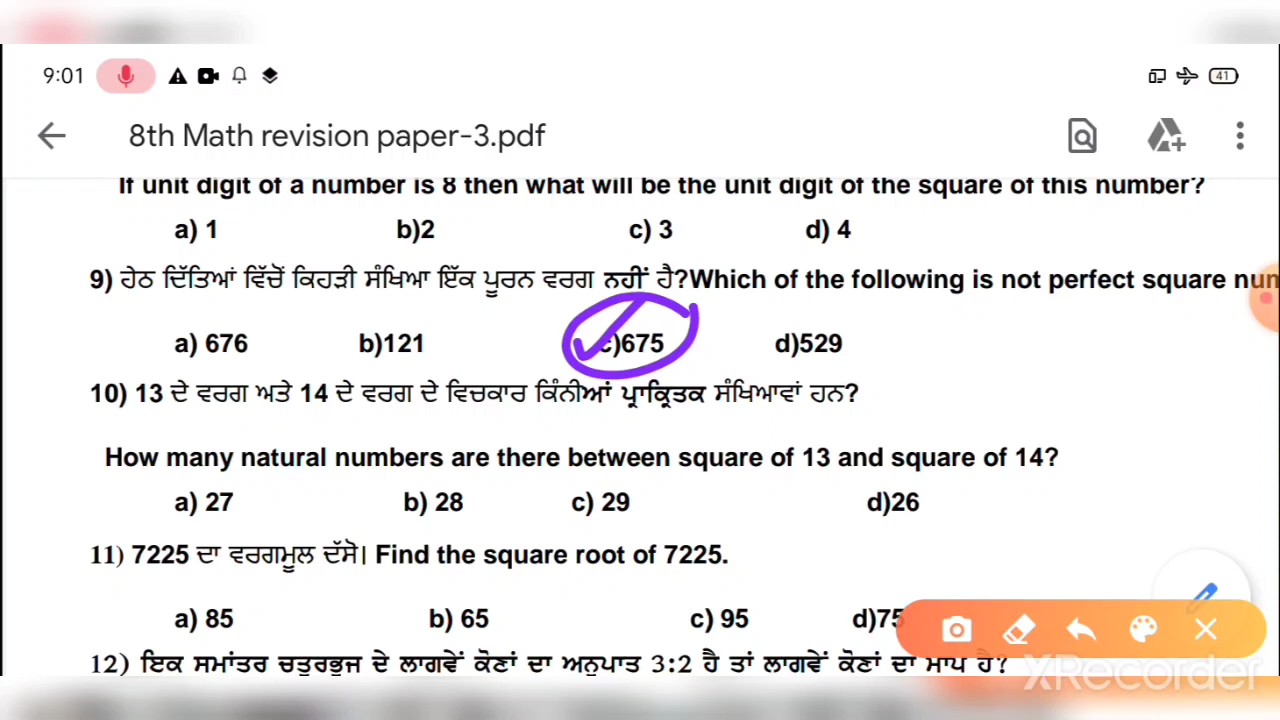 9:01
41
8th Math revision paper-3.pdf
If unit digit of a number is 8 then what will be the unit digit of the square of this number?
a) 1 b)2 c) 3 d) 4
9) ਹੇਠ ਦਿੱਤਿਆਂ ਵਿੱਚੋਂ ਕਿਹੜੀ ਸੰਖਿਆ ਇੱਕ ਪੂਰਨ ਵਰਗ ਨਹੀਂ ਹੈ?Which of the following is not perfect square num
a) 676 b)121 c)675 d)529
10) 13 ਦੇ ਵਰਗ ਅਤੇ 14 ਦੇ ਵਰਗ ਦੇ ਵਿਚਕਾਰ ਕਿੰਨੀਆਂ ਪ੍ਰਾਕ੍ਰਿਤਕ ਸੰਖਿਆਵਾਂ ਹਨ?
How many natural numbers are there between square of 13 and square of 14?
a) 27 b) 28 c) 29 d)26
11) 7225 ਦਾ ਵਰਗਮੂਲ ਦੱਸੋ। Find the square root of 7225.
a) 85 b) 65 c) 95 d)75
12) ਇਕ ਸਮਾਂਤਰ ਚਤੁਰਭੁਜ ਦੇ ਲਾਗਵੇਂ ਕੋਣਾਂ ਦਾ ਅਨੁਪਾਤ 3:2 ਹੈ ਤਾਂ ਲਾਗਵੇਂ ਕੋਣਾਂ ਦਾ ਮਾਪ ਹੈ?
XRecorder